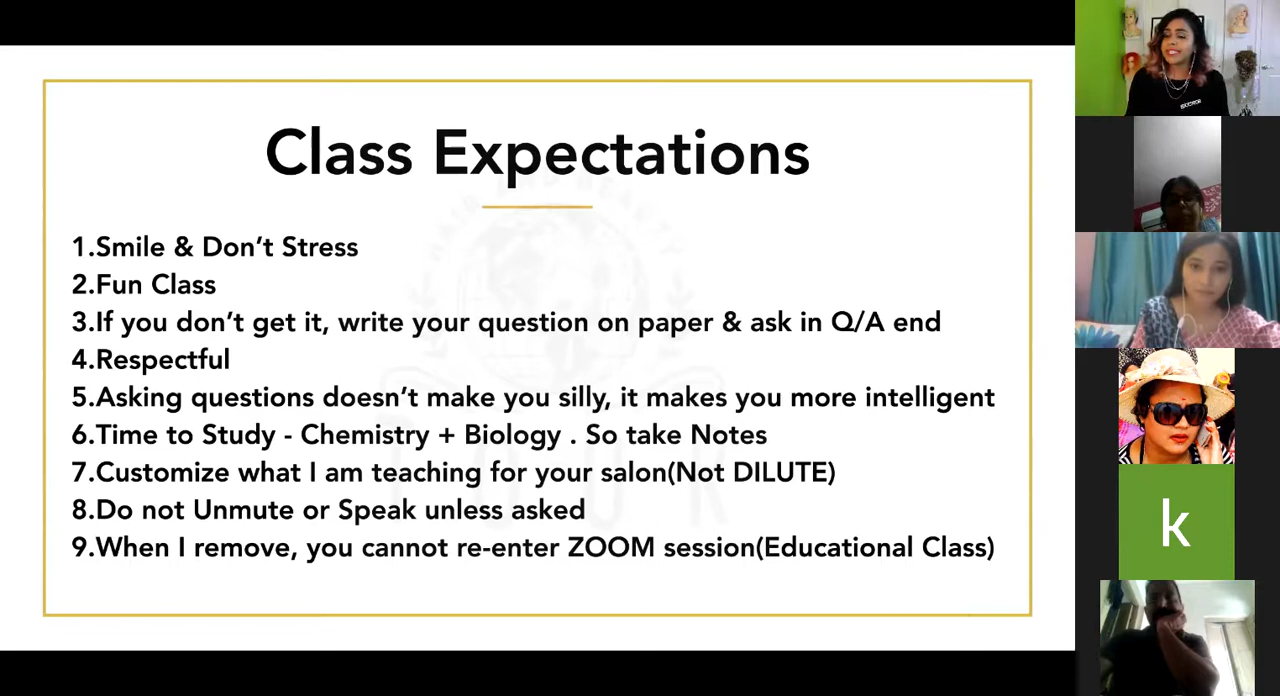 Class Expectations
1.Smile & Don't Stress
2.Fun Class
3.If you don't get it, write your question on paper & ask in Q/A end
4.Respectful
5.Asking questions doesn't make you silly, it makes you more intelligent
6.Time to Study - Chemistry + Biology . So take Notes
7.Customize what I am teaching for your salon(Not DILUTE)
8.Do not Unmute or Speak unless asked
9.When I remove, you cannot re-enter ZOOM session(Educational Class)
k